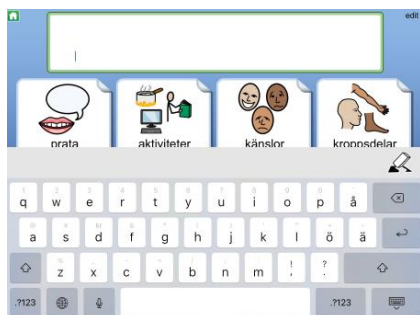 edit
prata aktiviteter känslor kroppsdelar
q w e r t y u i o p å
a s d f g h j k l ö ä
z x c v b n m ! ?
.?123 .?123